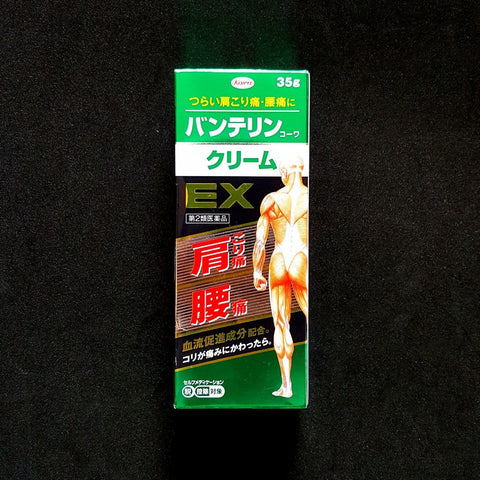 Kowa
35g
つらい肩こり痛・腰痛に
バンテリンコーワ
クリーム
EX
第2類医薬品
肩こり痛
腰痛
血流促進成分配合。
コリが痛みにかわったら。
セルフメディケーション
税 控除 対象